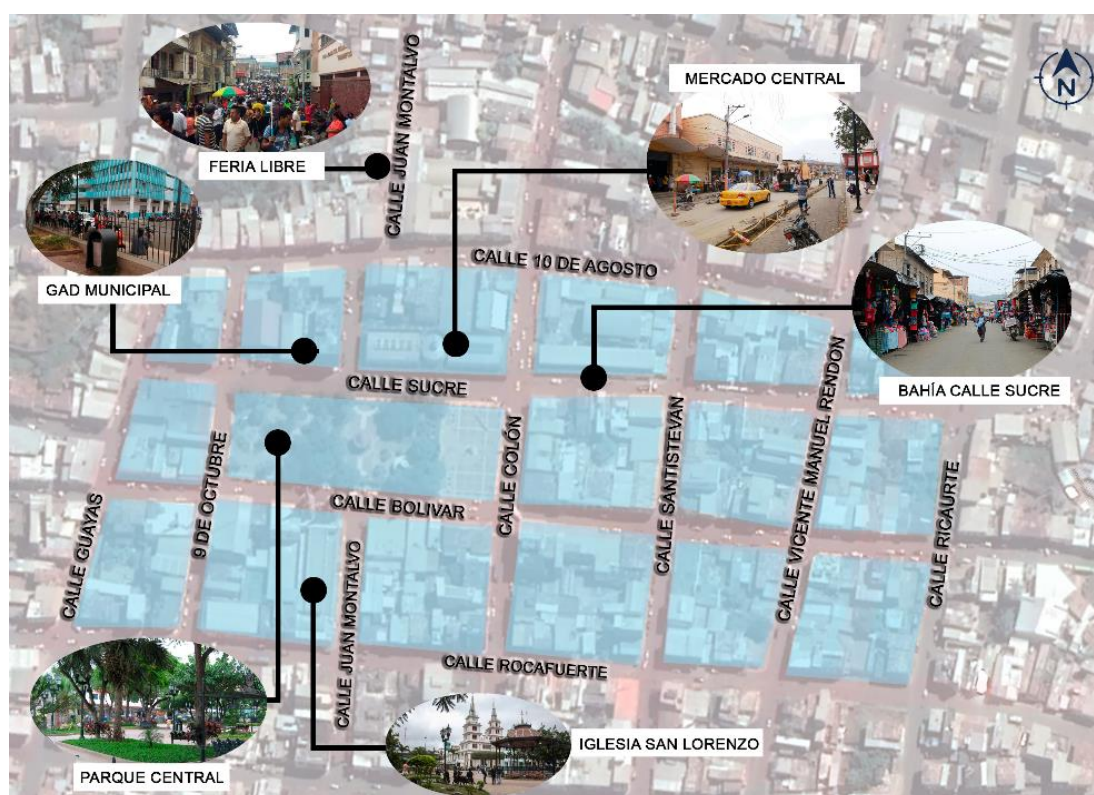 MERCADO CENTRAL
N
FERIA LIBRE
CALLE JUAN MONTALVO
GAD MUNICIPAL
CALLE 10 DE AGOSTO
CALLE SUCRE
BAHÍA CALLE SUCRE
CALLE GUAYAS
9 DE OCTUBRE
CALLE BOLIVAR
CALLE COLÓN
CALLE SANTISTEVAN
CALLE VICENTE MANUEL RENDON
CALLE RICAURTE
CALLE JUAN MONTALVO
CALLE ROCAFUERTE
PARQUE CENTRAL
IGLESIA SAN LORENZO